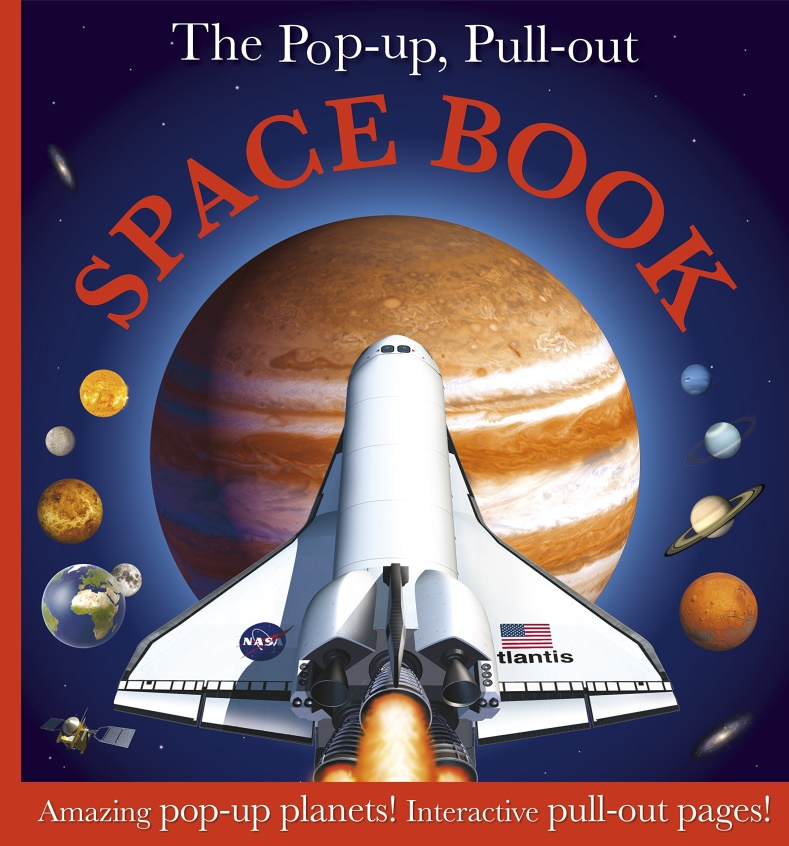 The Pop-up, Pull-out
SPACE BOOK
NASA
tlantis
Amazing pop-up planets! Interactive pull-out pages!